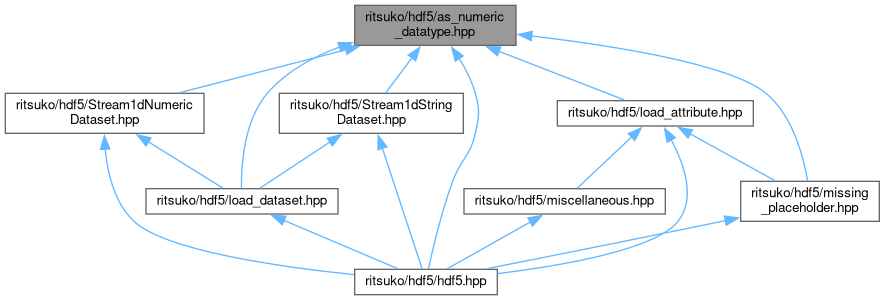 ritsuko/hdf5/as_numeric
_datatype.hpp
ritsuko/hdf5/Stream1dNumeric
Dataset.hpp
ritsuko/hdf5/Stream1dString
Dataset.hpp
ritsuko/hdf5/load_attribute.hpp
ritsuko/hdf5/load_dataset.hpp
ritsuko/hdf5/miscellaneous.hpp
ritsuko/hdf5/missing
_placeholder.hpp
ritsuko/hdf5/hdf5.hpp